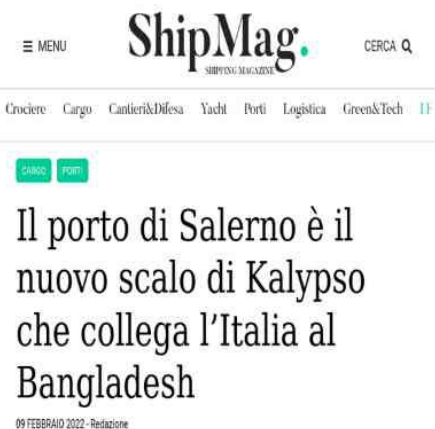 ≡ MENU ShipMag. CERCA
SHIPPING MAGAZINE
Crociere Cargo Cantieri&Difesa Yacht Porti Logistica Green&Tech
CARGO PORTI
Il porto di Salerno è il
nuovo scalo di Kalypso
che collega l’Italia al
Bangladesh
09 FEBBRAIO 2022 - Redazione